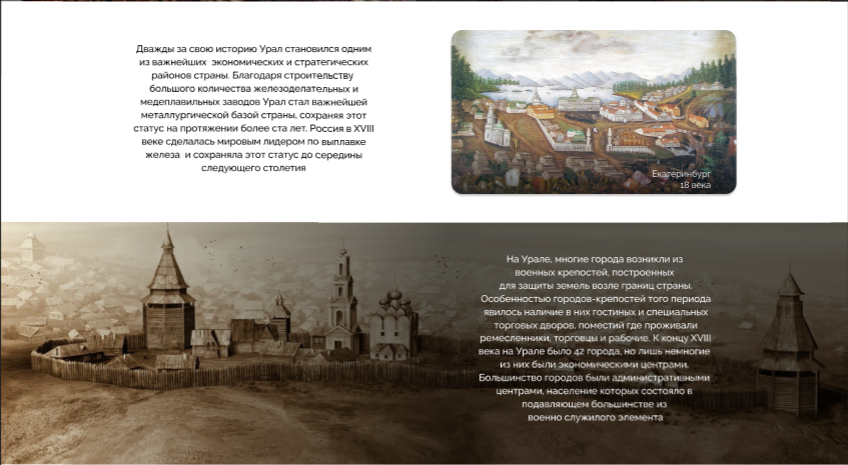 Дважды за свою историю Урал становился одним
из важнейших экономических и стратегических
районов страны. Благодаря строительству
большого количества железоделательных и
медеплавильных заводов Урал стал важнейшей
металлургической базой страны, сохраняя этот
статус на протяжении более ста лет. Россия в XVIII
веке сделалась мировым лидером по выплавке
железа и сохраняла этот статус до середины
следующего столетия
Екатеринбург
18 века
На Урале, многие города возникли из
военных крепостей, построенных
для защиты земель возле границ страны.
Особенностью городов-крепостей того периода
явилось наличие в них гостиных и специальных
торговых дворов, поместий где проживали
ремесленники, торговцы и рабочие. К концу XVIII
века на Урале было 42 города, но лишь немногие
из них были экономическими центрами.
Большинство городов были административными
центрами, население которых состояло в
подавляющем большинстве из
военно служилого элемента